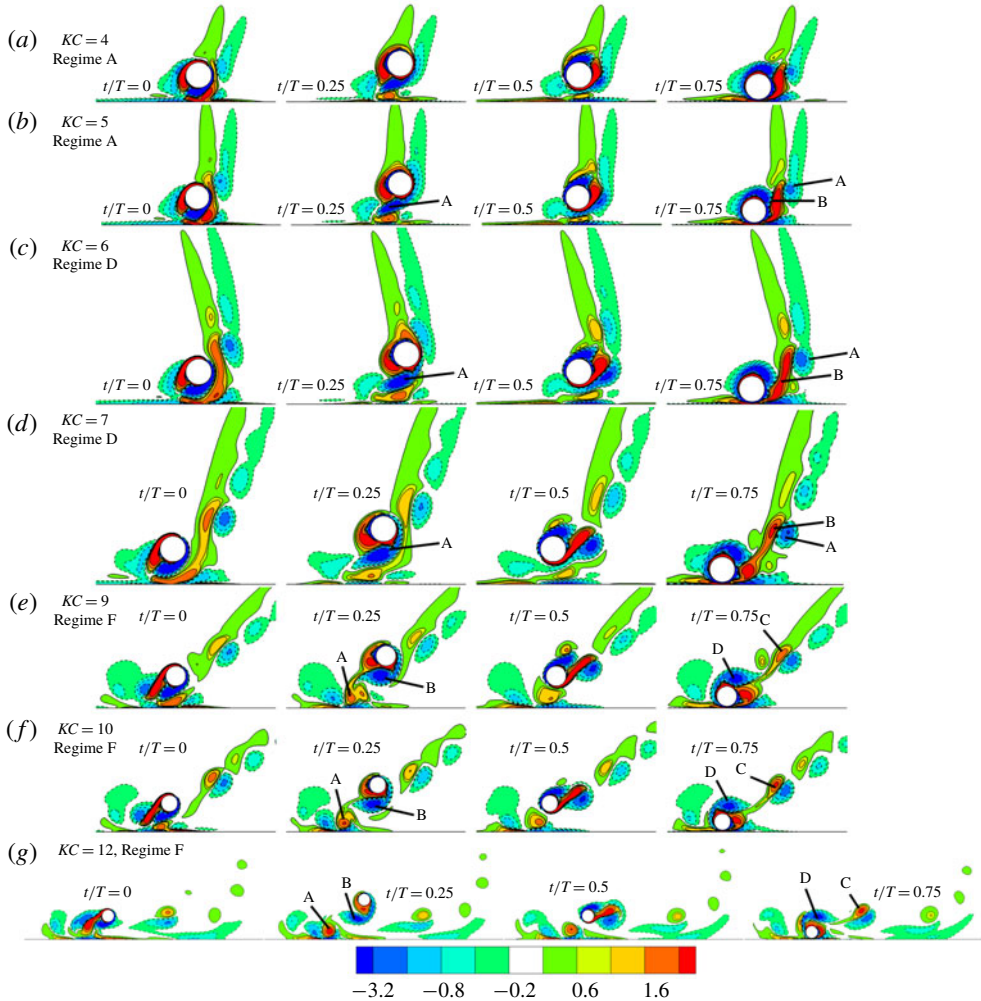 (a) KC = 4
Regime A
t/T = 0
t/T = 0.25
t/T = 0.5
t/T = 0.75
(b) KC = 5
Regime A
t/T = 0
t/T = 0.25
A
t/T = 0.5
t/T = 0.75
A
B
(c) KC = 6
Regime D
t/T = 0
t/T = 0.25
A
t/T = 0.5
t/T = 0.75
A
B
(d) KC = 7
Regime D
t/T = 0
t/T = 0.25
A
t/T = 0.5
t/T = 0.75
B
A
(e) KC = 9
Regime F
t/T = 0
t/T = 0.25
A
B
t/T = 0.5
t/T = 0.75
C
D
(f) KC = 10
Regime F
t/T = 0
t/T = 0.25
A
B
t/T = 0.5
t/T = 0.75
D
C
(g) KC = 12, Regime F
t/T = 0
A
B
t/T = 0.25
t/T = 0.5
D
C
t/T = 0.75
−3.2 −0.8 −0.2 0.6 1.6